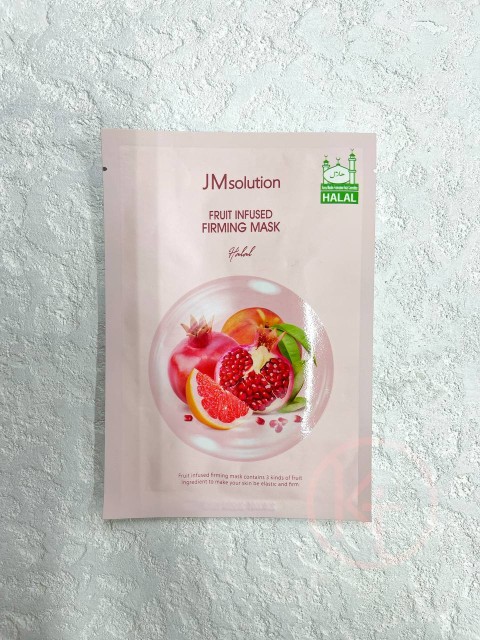 JMsolution
FRUIT INFUSED
FIRMING MASK
Halal
حلال
HALAL
Fruit infused firming mask contains 3 kinds of fruit
ingredient to make your skin be elastic and firm